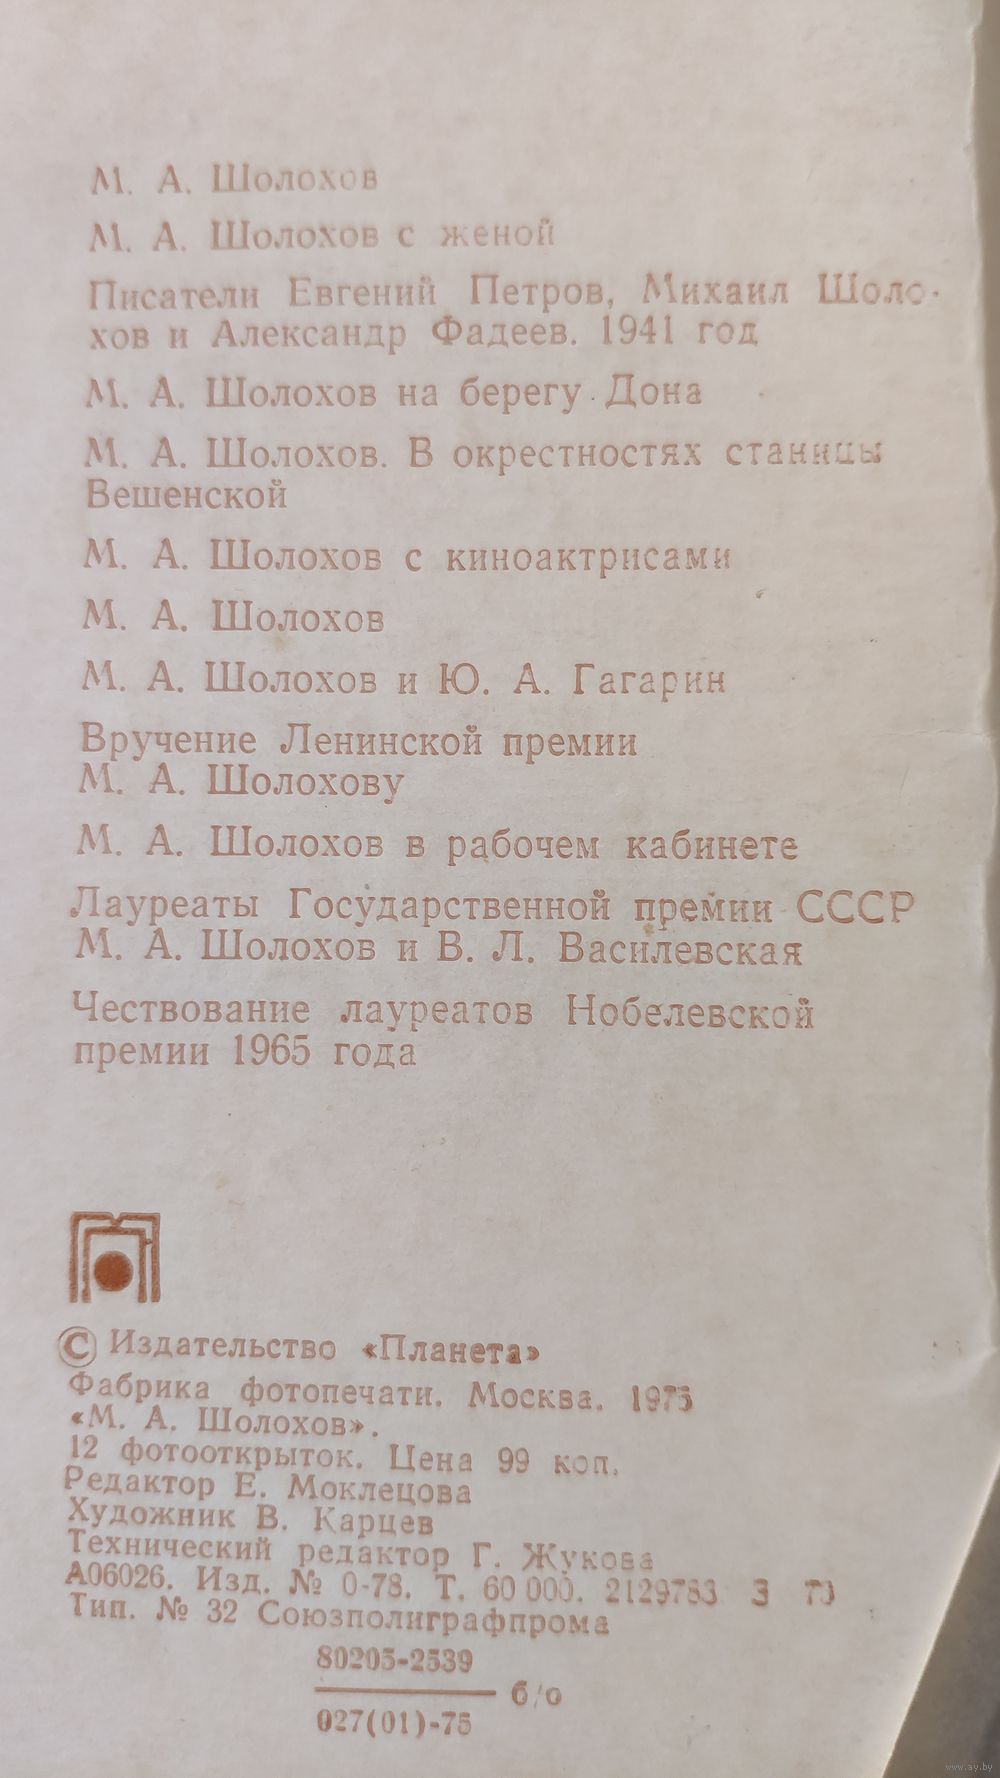 М. А. Шолохов
М. А. Шолохов с женой
Писатели Евгений Петров, Михаил Шоло-
хов и Александр Фадеев. 1941 год
М. А. Шолохов на берегу Дона
М. А. Шолохов. В окрестностях станицы
Вешенской
М. А. Шолохов с киноактрисами
М. А. Шолохов
М. А. Шолохов и Ю. А. Гагарин
Вручение Ленинской премии
М. А. Шолохову
М. А. Шолохов в рабочем кабинете
Лауреаты Государственной премии СССР
М. А. Шолохов и В. Л. Василевская
Чествование лауреатов Нобелевской
премии 1965 года
© Издательство «Планета»
Фабрика фотопечати. Москва. 1975
«М. А. Шолохов».
12 фотооткрыток. Цена 99 коп.
Редактор Е. Моклецова
Художник В. Карцев
Технический редактор Г. Жукова
А06026. Изд. № 0-78. Т. 60 000. 2129783 З
Тип. № 32 Союзполиграфпрома
80205-2539
027(01)-75 б/о
www.ay.by